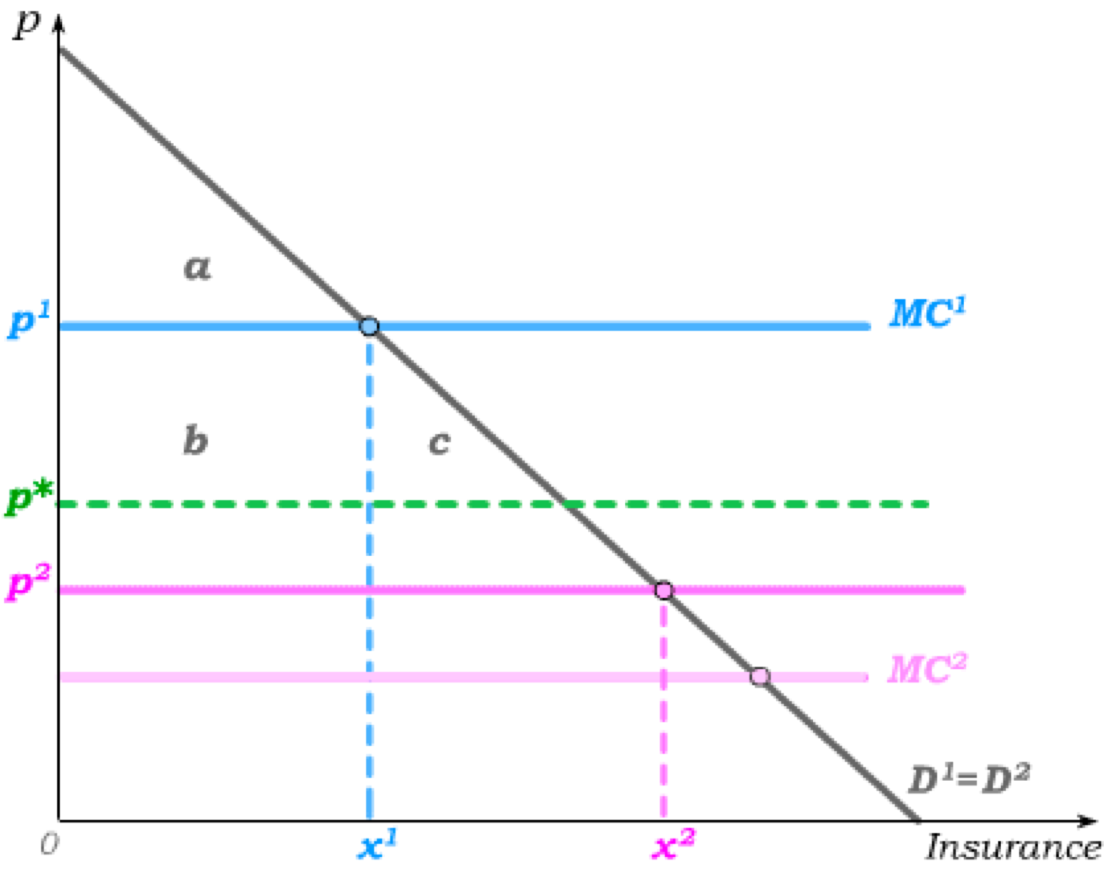 p
a
p¹ MC¹
b c
p*
p²
MC²
D¹=D²
0 x¹ x² Insurance